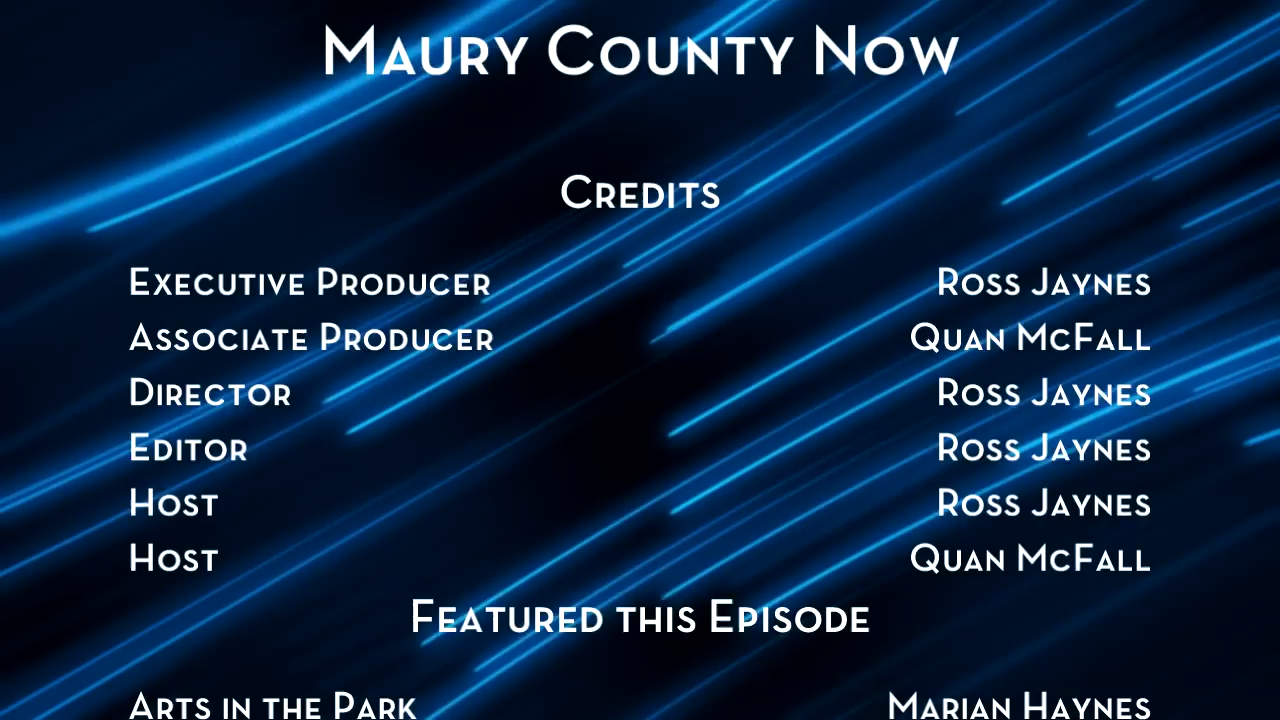 Maury County Now
Credits
Executive Producer Ross Jaynes
Associate Producer Quan McFall
Director Ross Jaynes
Editor Ross Jaynes
Host Ross Jaynes
Host Quan McFall
Featured this Episode
Arts in the Park Marian Haynes